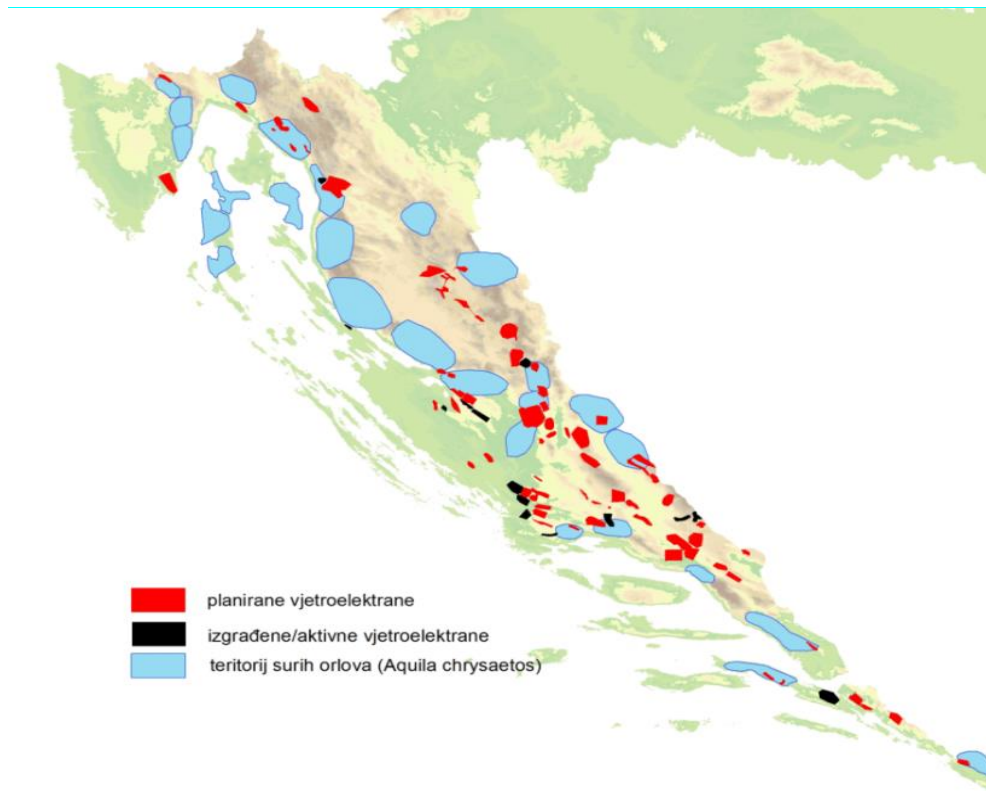 planirane vjetroelektrane
izgrađene/aktivne vjetroelektrane
teritorij surih orlova (Aquila chrysaetos)